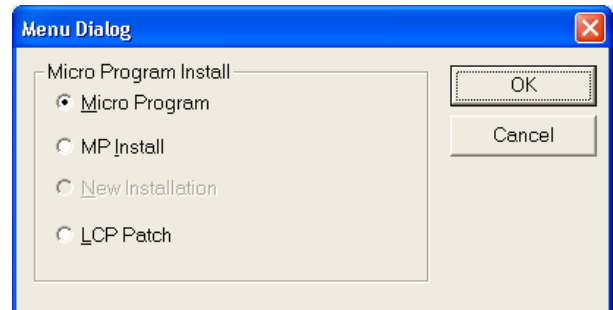 Menu Dialog
Micro Program Install
Micro Program
MP Install
New Installation
LCP Patch
OK
Cancel